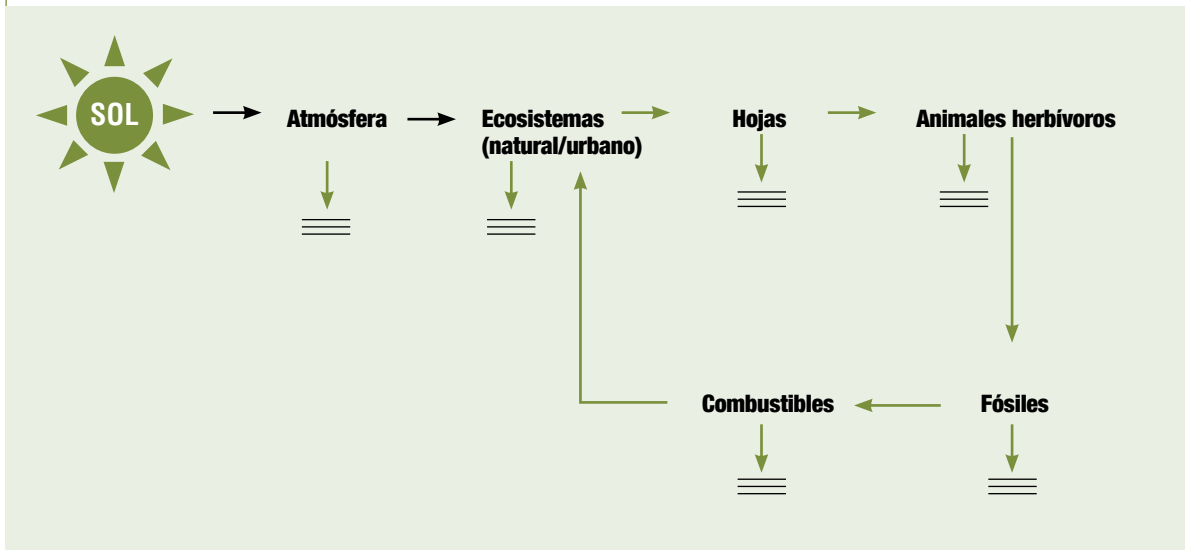 SOL
Atmósfera
Ecosistemas
(natural/urbano)
Hojas
Animales herbívoros
Combustibles
Fósiles